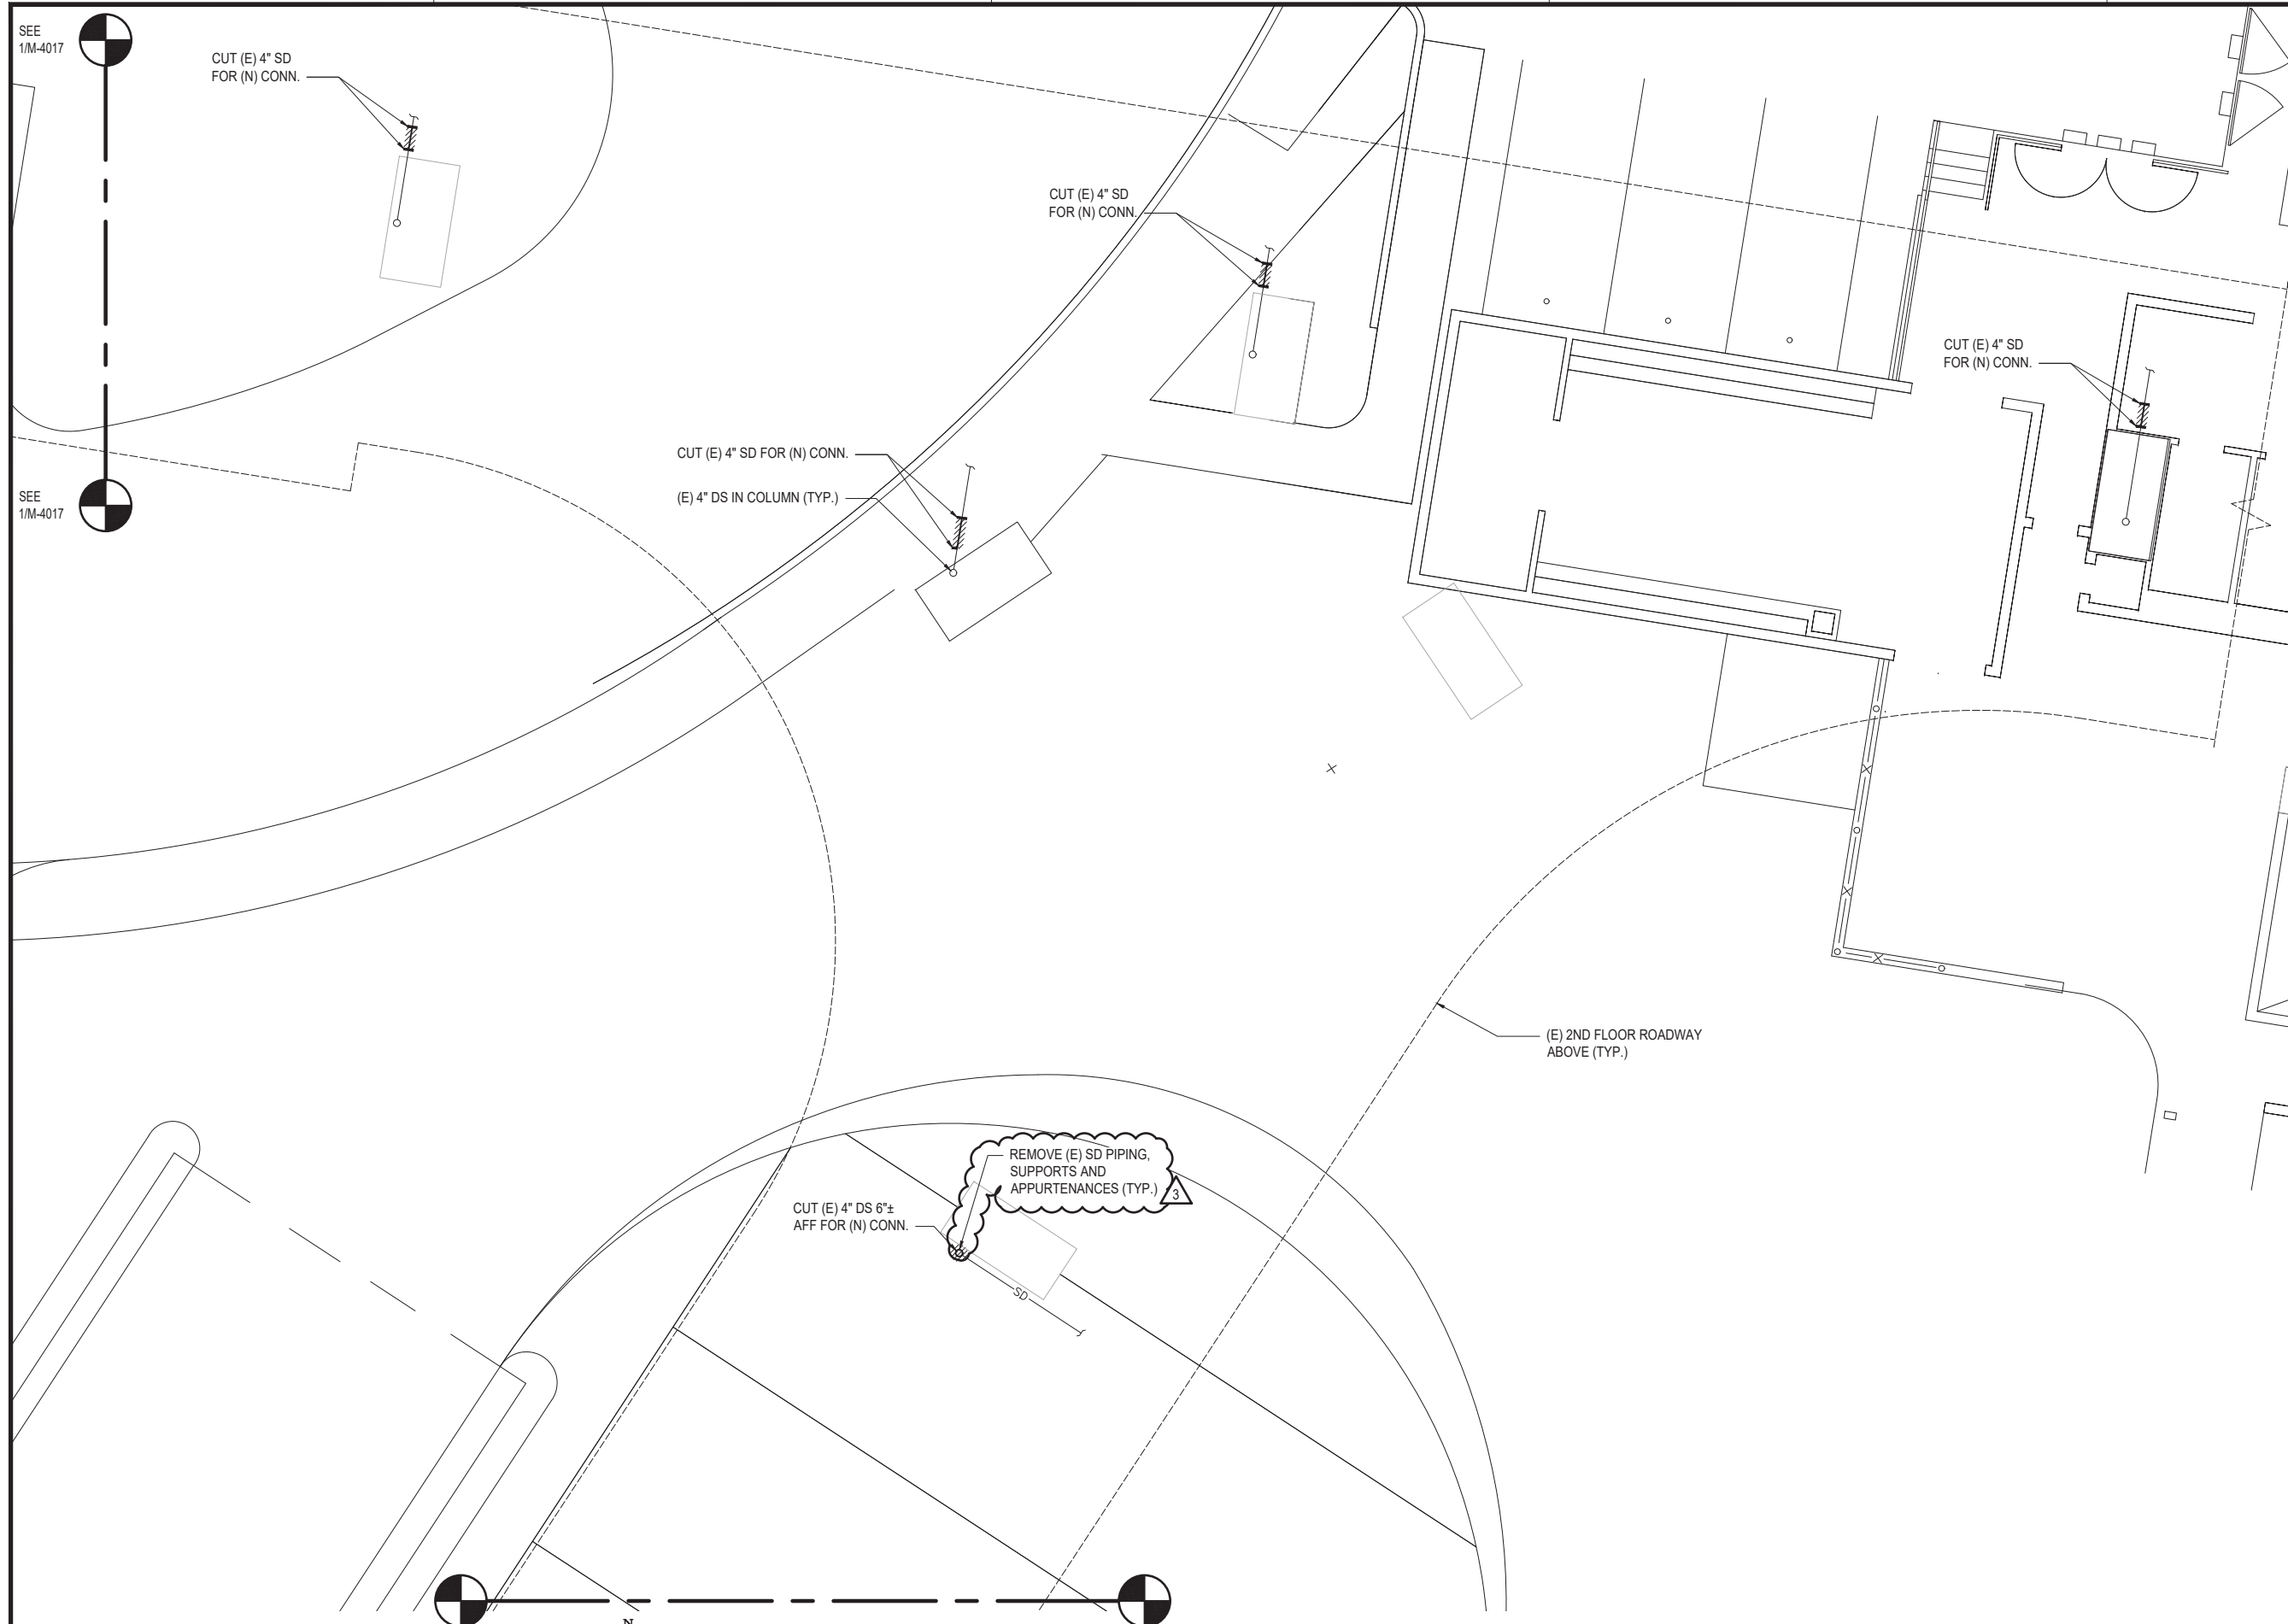 SEE
1/M-4017
CUT (E) 4" SD
FOR (N) CONN.
CUT (E) 4" SD
FOR (N) CONN.
CUT (E) 4" SD
FOR (N) CONN.
CUT (E) 4" SD FOR (N) CONN.
(E) 4" DS IN COLUMN (TYP.)
SEE
1/M-4017
(E) 2ND FLOOR ROADWAY
ABOVE (TYP.)
REMOVE (E) SD PIPING,
SUPPORTS AND
APPURTENANCES (TYP.)
3
CUT (E) 4" DS 6"±
AFF FOR (N) CONN.
SD
N